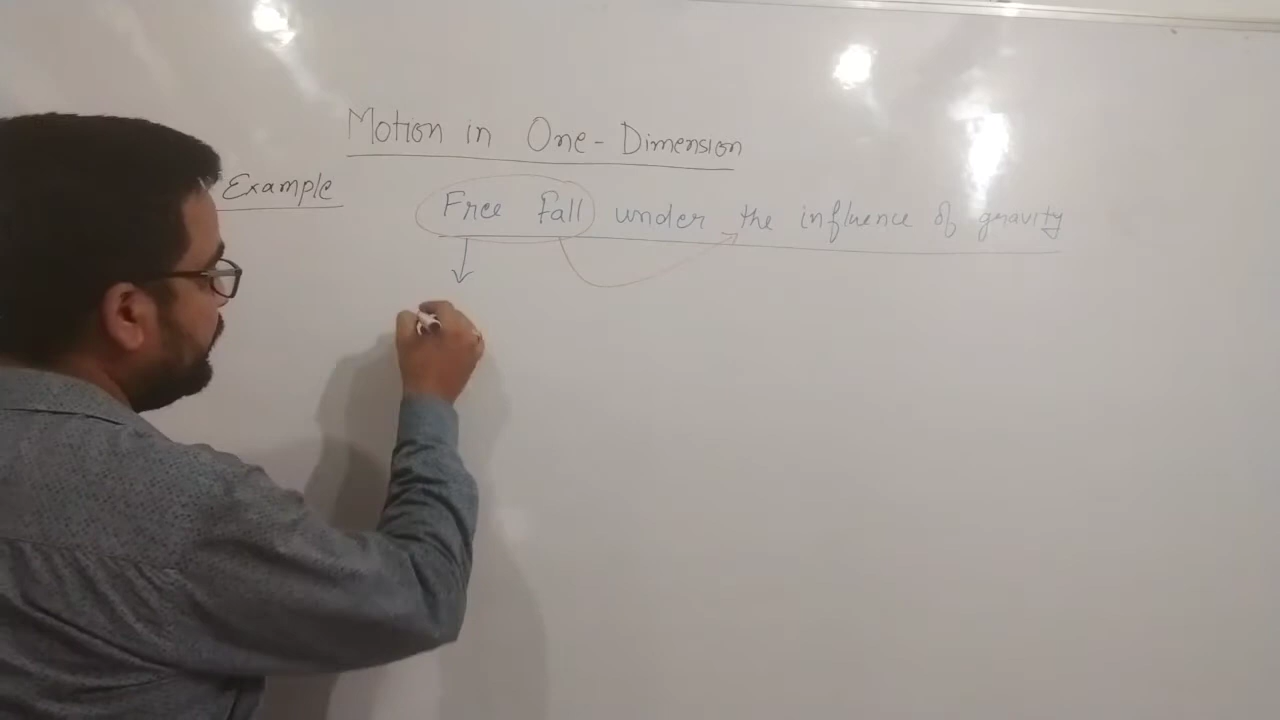 Motion in One-Dimension
Example
Free fall under the influence of gravity